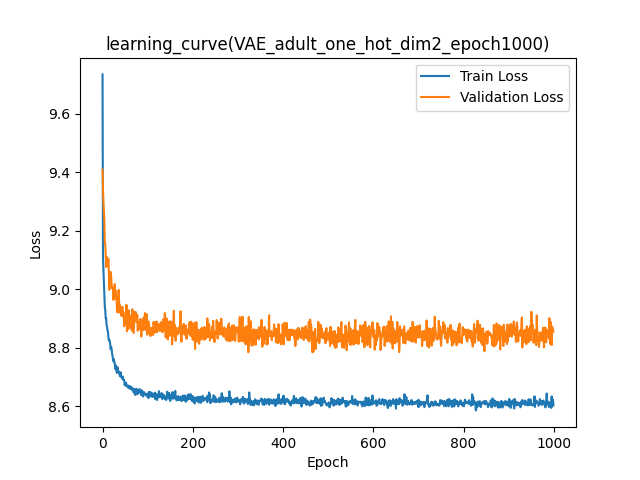 learning_curve(VAE_adult_one_hot_dim2_epoch1000)
Train Loss
Validation Loss
9.6
9.4
9.2
9.0
8.8
8.6
Loss
0 200 400 600 800 1000
Epoch